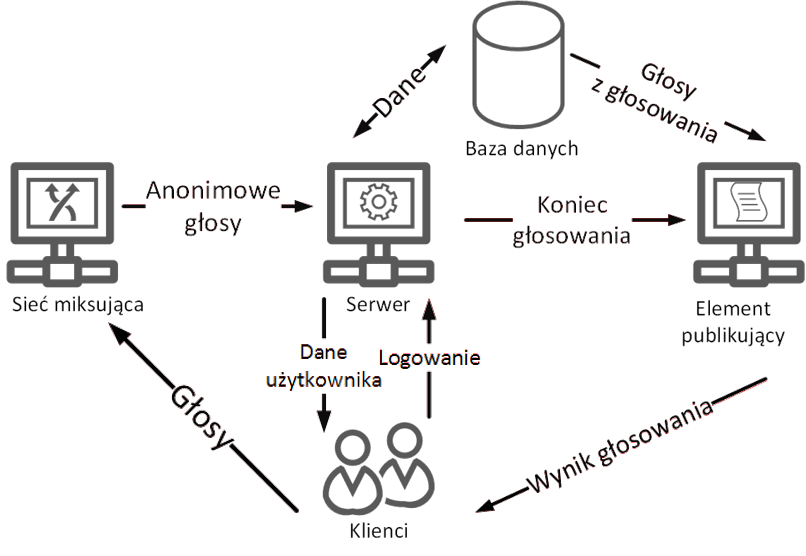 Dane
Baza danych
Głosy
z głosowania
Anonimowe
głosy
Koniec
głosowania
Sieć miksująca
Serwer
Element
publikujący
Dane
użytkownika
Logowanie
Głosy
Wynik głosowania
Klienci